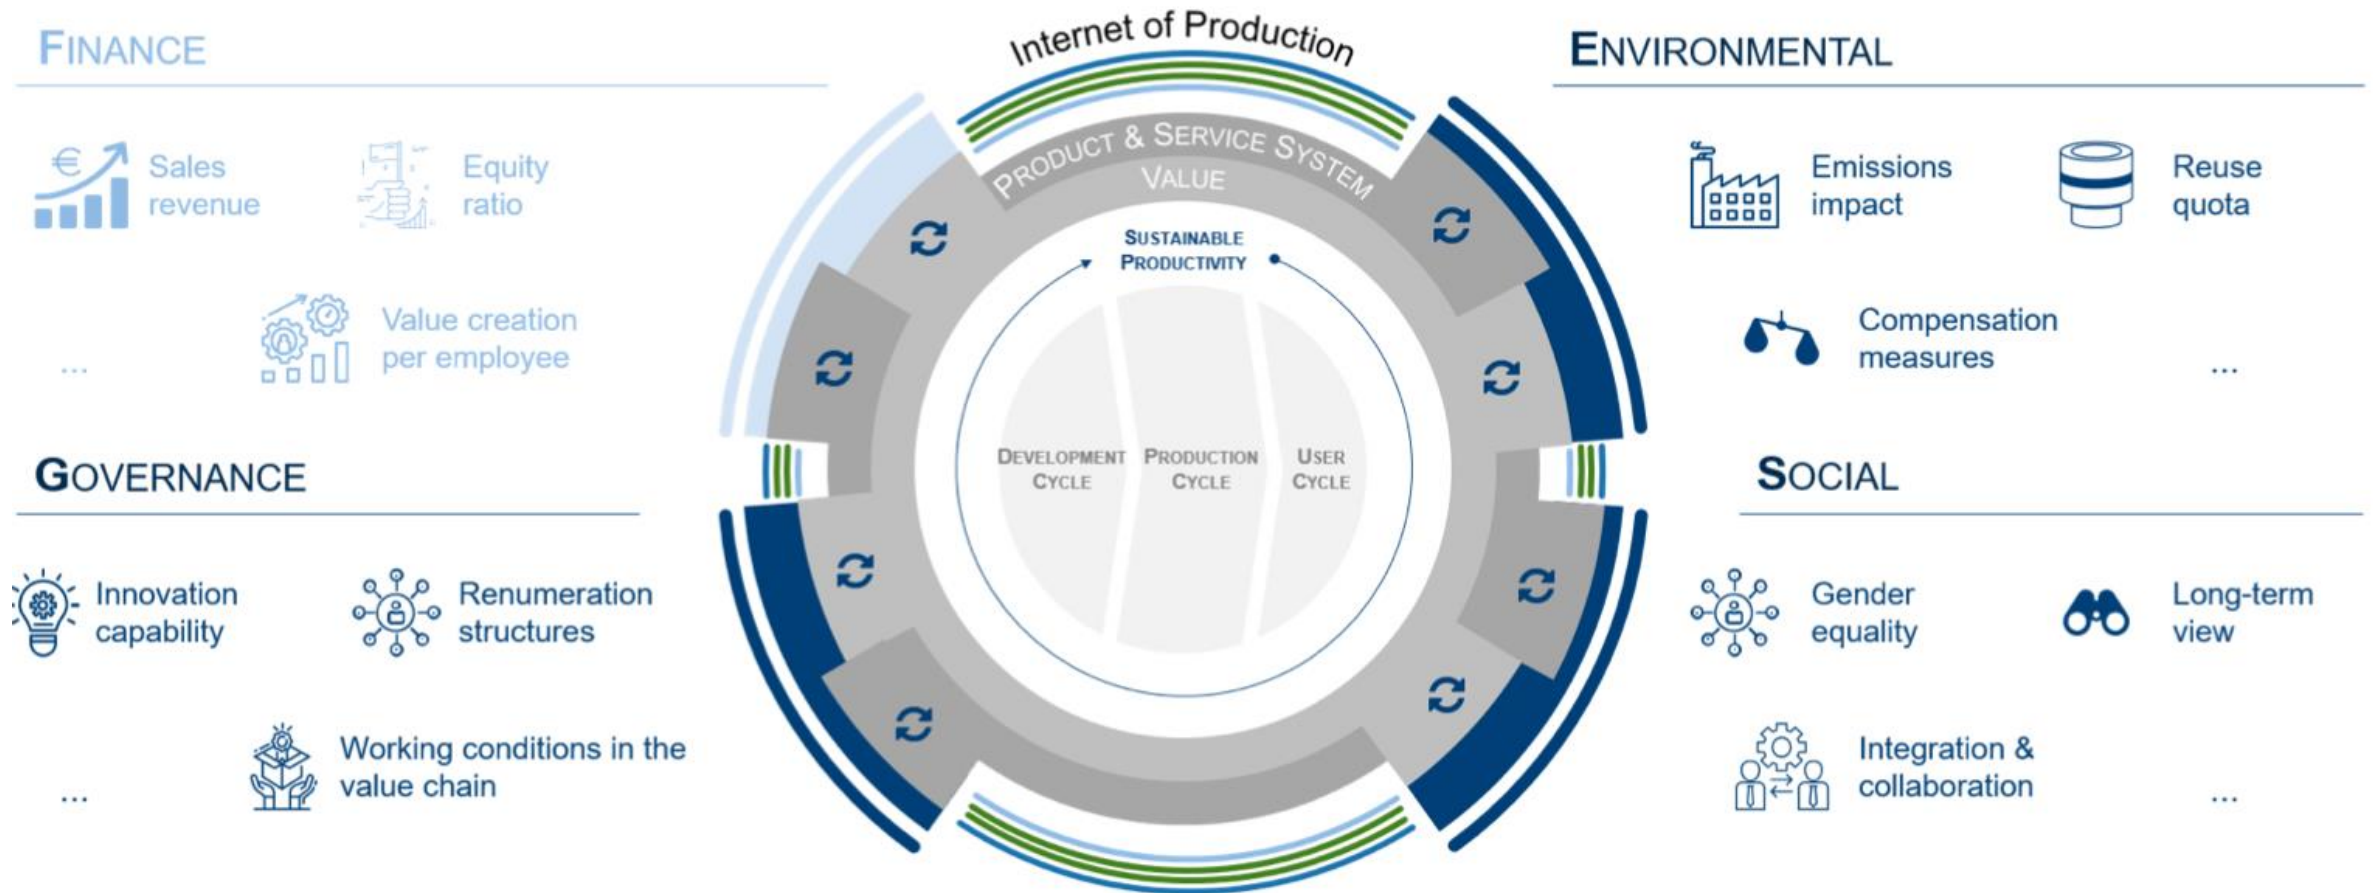 FINANCE
Sales
revenue
Equity
ratio
Value creation
per employee
...
GOVERNANCE
Innovation
capability
Renumeration
structures
Working conditions in the
value chain
...
Internet of Production
PRODUCT & SERVICE SYSTEM
VALUE
SUSTAINABLE
PRODUCTIVITY
DEVELOPMENT
CYCLE
PRODUCTION
CYCLE
USER
CYCLE
ENVIRONMENTAL
Emissions
impact
Reuse
quota
Compensation
measures
...
SOCIAL
Gender
equality
Long-term
view
Integration &
collaboration
...